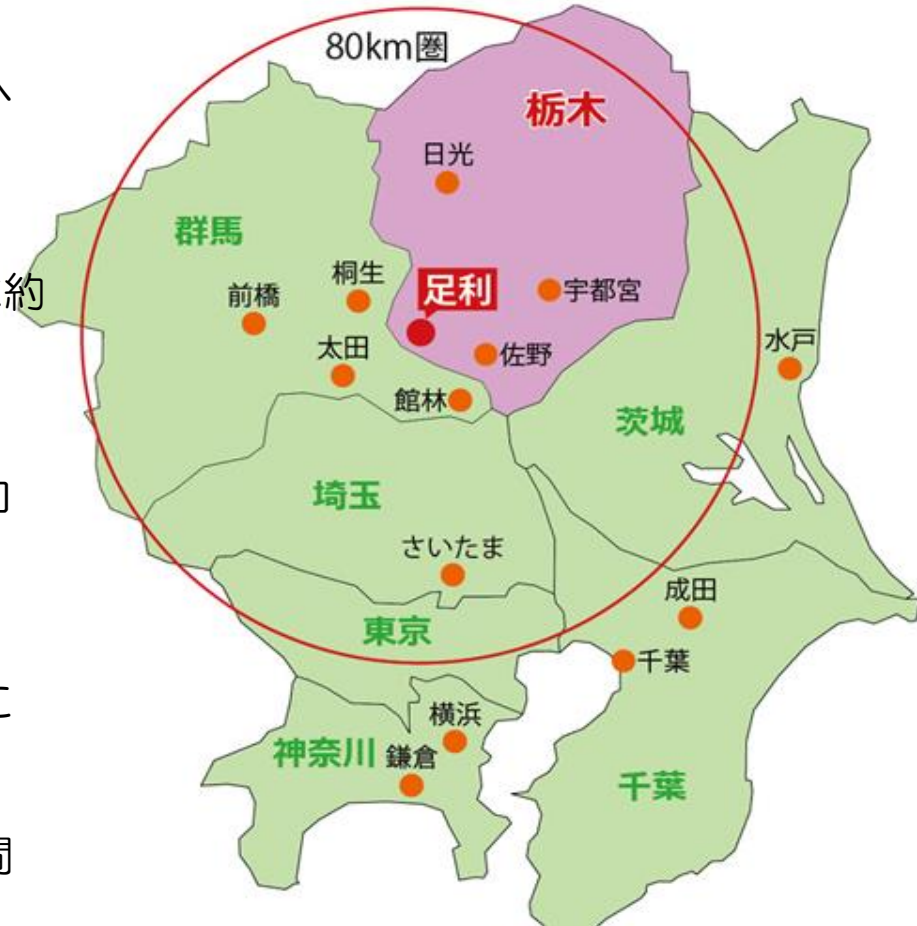 80km圏
栃木
日光
群馬
桐生
足利
前橋
宇都宮
約
太田
佐野
水戸
館林
茨城
埼玉
さいたま
成田
東京
千葉
に
横浜
神奈川
鎌倉
千葉
間